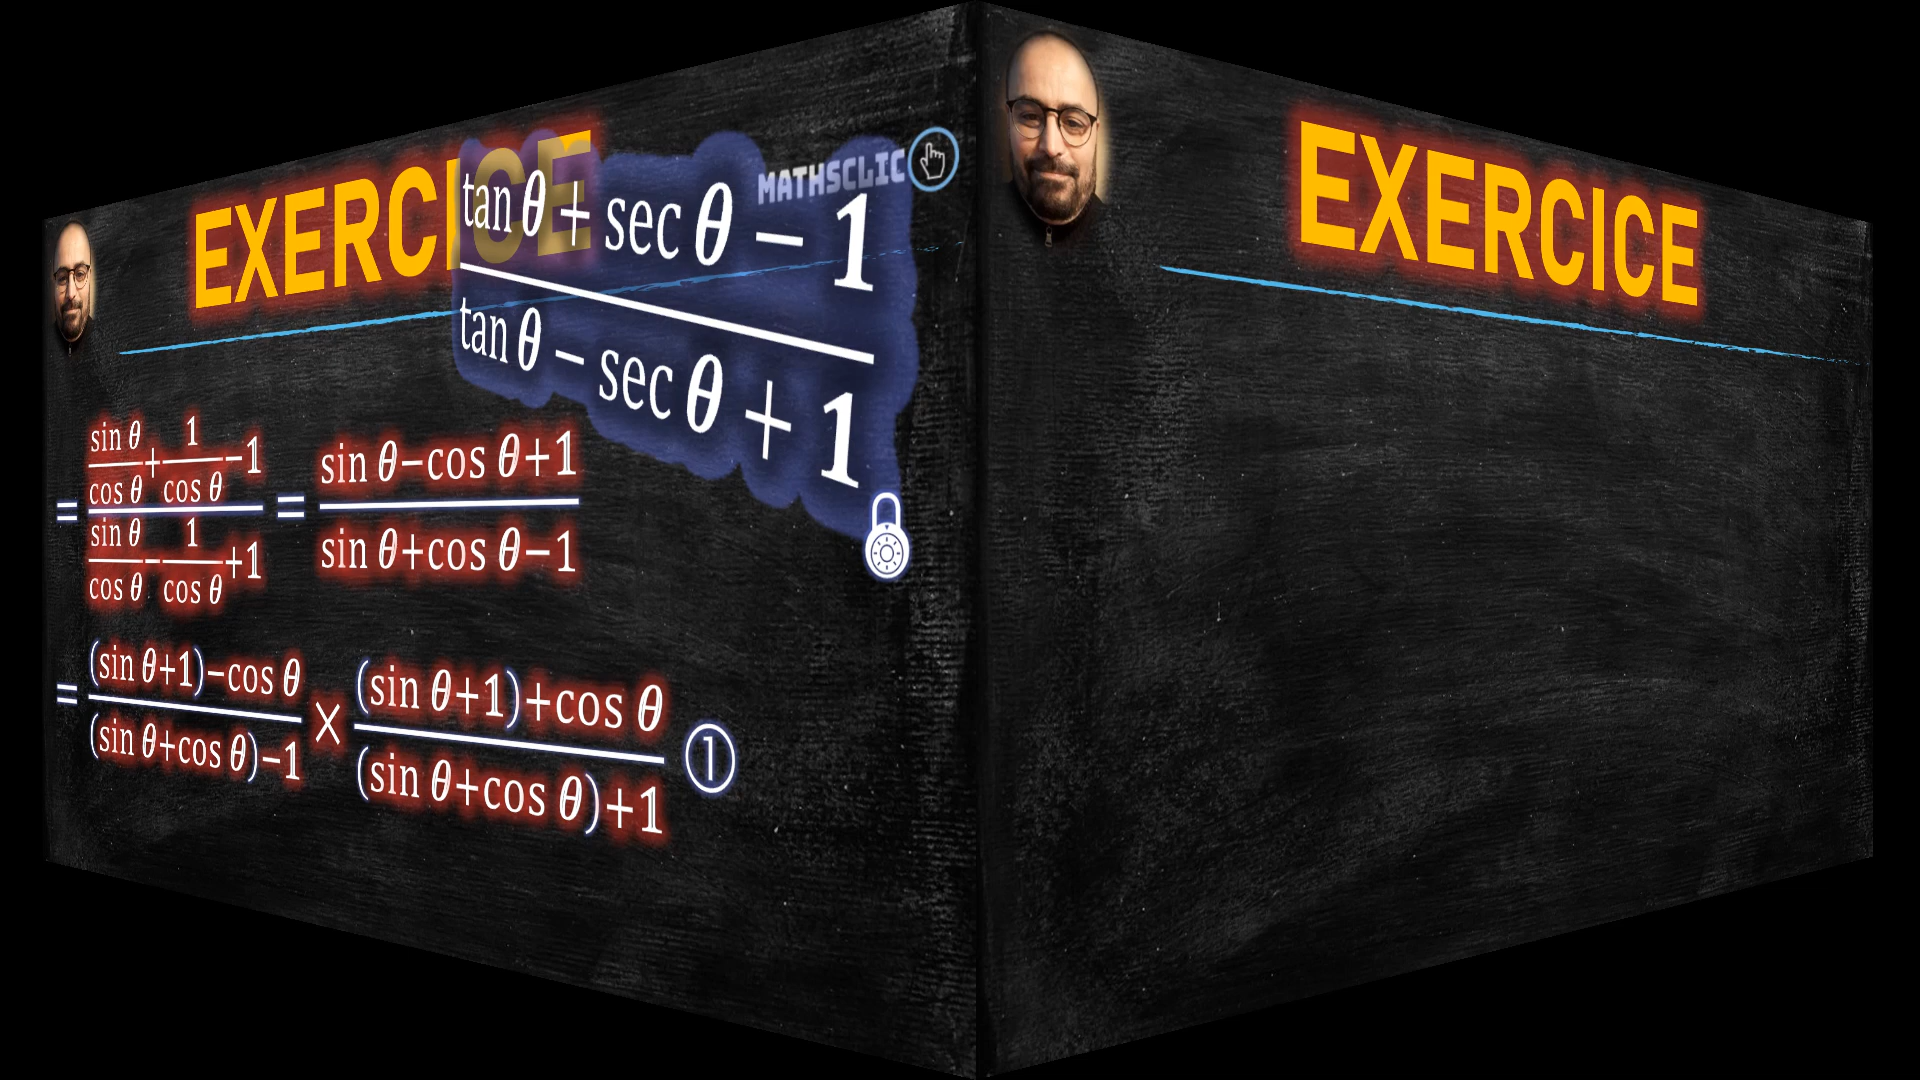 EXERCICE
MATHSCLIC
tan θ + sec θ − 1
tan θ − sec θ + 1
= (sin θ/cos θ + 1/cos θ − 1)/(sin θ/cos θ − 1/cos θ + 1) = (sin θ−cos θ+1)/(sin θ+cos θ−1)
= ((sin θ+1)−cos θ)/((sin θ+cos θ)−1) × ((sin θ+1)+cos θ)/((sin θ+cos θ)+1) ①
EXERCICE